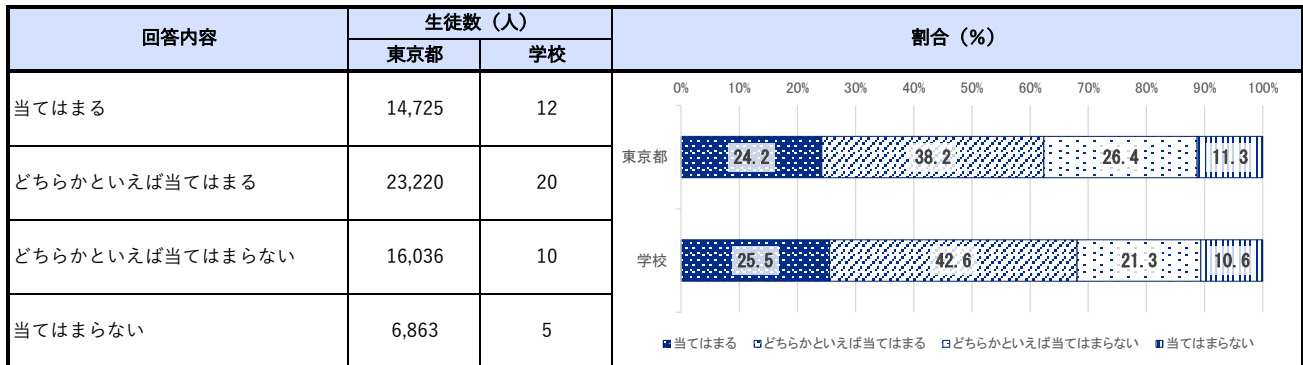 回答内容 生徒数（人） 割合（%）
東京都 学校
0% 10% 20% 30% 40% 50% 60% 70% 80% 90% 100%
当てはまる 14,725 12
東京都 24.2 38.2 26.4 11.3
どちらかといえば当てはまる 23,220 20
どちらかといえば当てはまらない 16,036 10
学校 25.5 42.6 21.3 10.6
当てはまらない 6,863 5
当てはまる どちらかといえば当てはまる どちらかといえば当てはまらない 当てはまらない